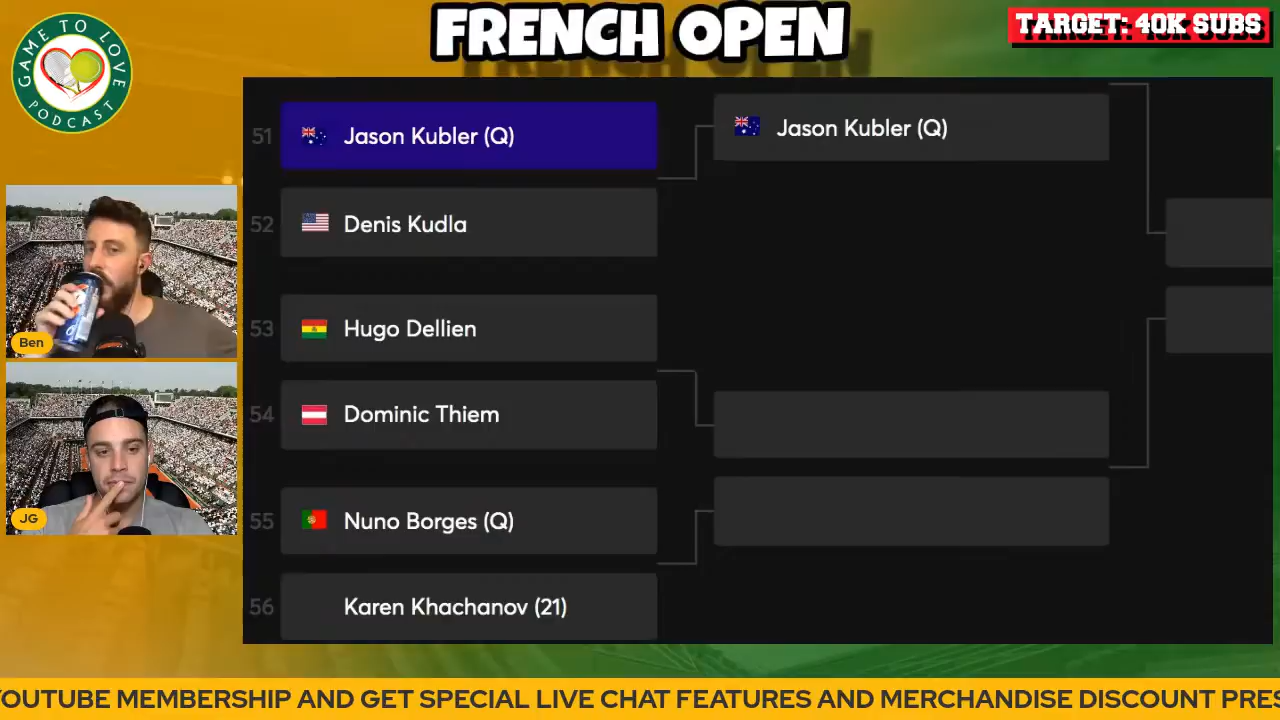 GAME TO LOVE
PODCAST
FRENCH OPEN
TARGET: 40K SUBS
51
Jason Kubler (Q)
Jason Kubler (Q)
52
Denis Kudla
53
Hugo Dellien
54
Dominic Thiem
55
Nuno Borges (Q)
56
Karen Khachanov (21)
Ben
JG
YOUTUBE MEMBERSHIP AND GET SPECIAL LIVE CHAT FEATURES AND MERCHANDISE DISCOUNT PRES